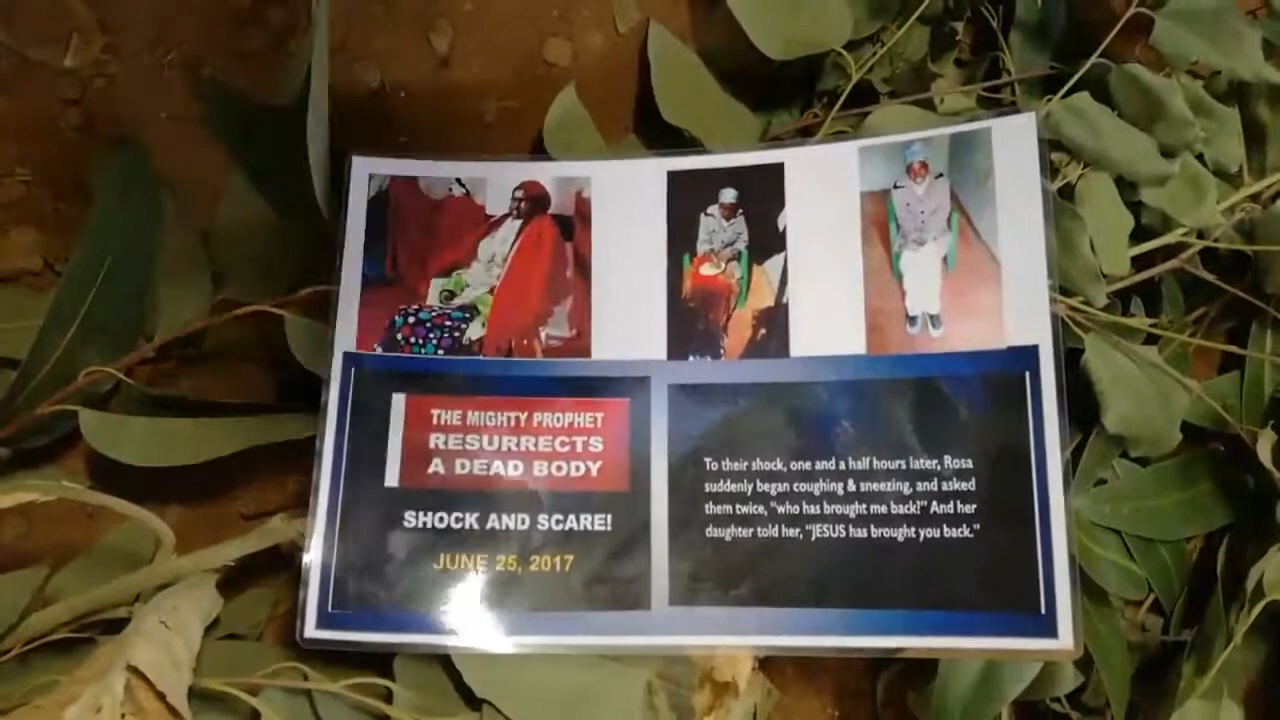 THE MIGHTY PROPHET
RESURRECTS
A DEAD BODY
SHOCK AND SCARE!
JUNE 25, 2017
To their shock, one and a half hours later, Rosa
suddenly began coughing & sneezing, and asked
them twice, "who has brought me back!" And her
daughter told her, "JESUS has brought you back."